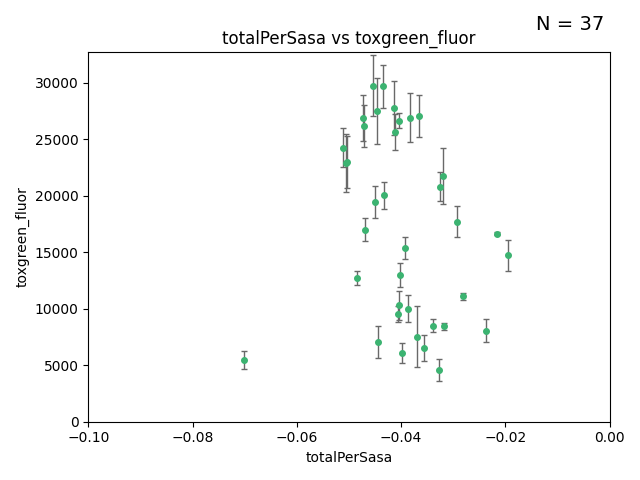 N = 37
totalPerSasa vs toxgreen_fluor
30000
25000
20000
15000
10000
5000
0
toxgreen_fluor
−0.10 −0.08 −0.06 −0.04 −0.02 0.00
totalPerSasa